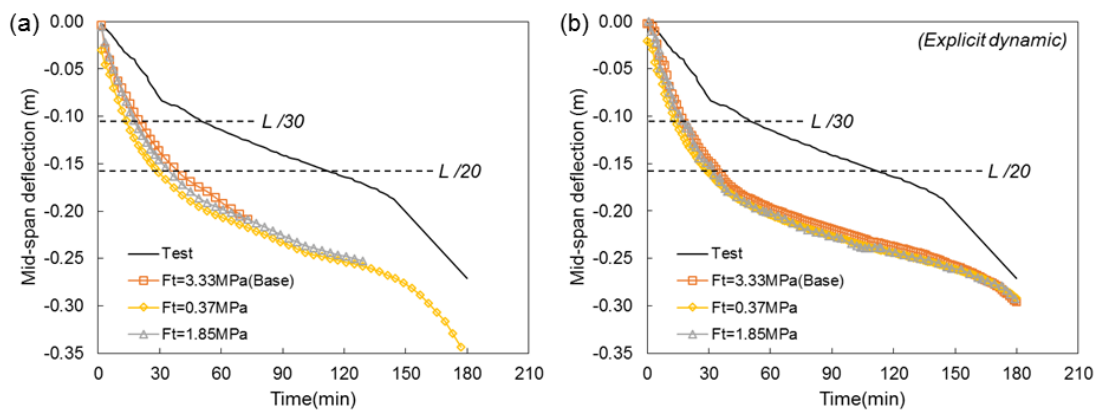 (a)
0.00
-0.05
-0.10
-0.15
-0.20
-0.25
-0.30
-0.35
Mid-span deflection (m)
L /30
L /20
Test
Ft=3.33MPa(Base)
Ft=0.37MPa
Ft=1.85MPa
0 30 60 90 120 150 180 210
Time(min)
(b)
(Explicit dynamic)
0.00
-0.05
-0.10
-0.15
-0.20
-0.25
-0.30
-0.35
Mid-span deflection (m)
L /30
L /20
Test
Ft=3.33MPa(Base)
Ft=0.37MPa
Ft=1.85MPa
0 30 60 90 120 150 180 210
Time(min)